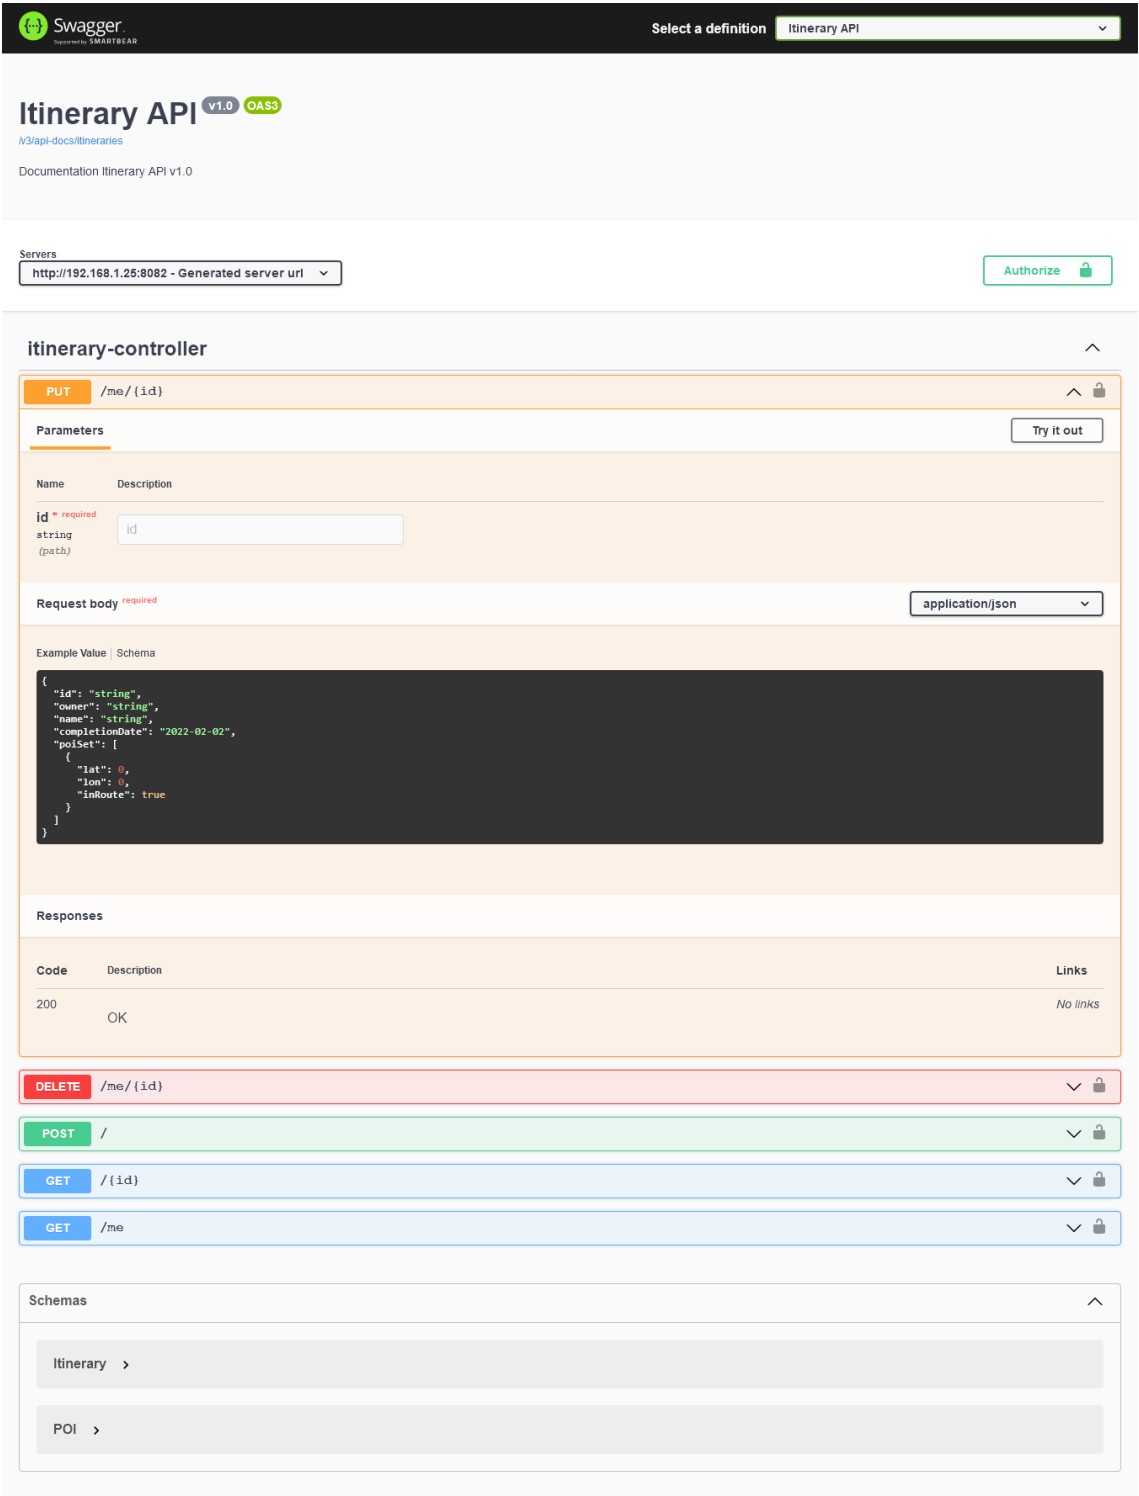 Swagger.
Supported by SMARTBEAR
Select a definition
Itinerary API
Itinerary API v1.0 OAS3
/v3/api-docs/itineraries
Documentation Itinerary API v1.0
Servers
http://192.168.1.25:8082 - Generated server url
Authorize
itinerary-controller
PUT /me/{id}
Parameters
Try it out
Name Description
id * required
string
(path)
id
Request body required
application/json
Example Value Schema
{
  "id": "string",
  "owner": "string",
  "name": "string",
  "completionDate": "2022-02-02",
  "poiSet": [
    {
      "lat": 0,
      "lon": 0,
      "inRoute": true
    }
  ]
}
Responses
Code Description Links
200 No links
OK
DELETE /me/{id}
POST /
GET /{id}
GET /me
Schemas
Itinerary
POI